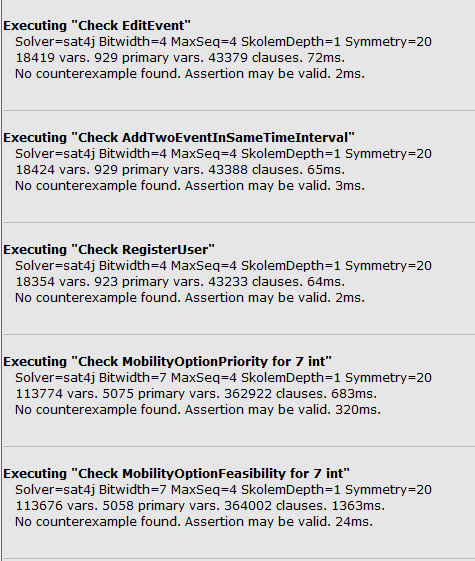 Executing "Check EditEvent"
Solver=sat4j Bitwidth=4 MaxSeq=4 SkolemDepth=1 Symmetry=20
18419 vars. 929 primary vars. 43379 clauses. 72ms.
No counterexample found. Assertion may be valid. 2ms.
Executing "Check AddTwoEventInSameTimeInterval"
Solver=sat4j Bitwidth=4 MaxSeq=4 SkolemDepth=1 Symmetry=20
18424 vars. 929 primary vars. 43388 clauses. 65ms.
No counterexample found. Assertion may be valid. 3ms.
Executing "Check RegisterUser"
Solver=sat4j Bitwidth=4 MaxSeq=4 SkolemDepth=1 Symmetry=20
18354 vars. 923 primary vars. 43233 clauses. 64ms.
No counterexample found. Assertion may be valid. 2ms.
Executing "Check MobilityOptionPriority for 7 int"
Solver=sat4j Bitwidth=7 MaxSeq=4 SkolemDepth=1 Symmetry=20
113774 vars. 5075 primary vars. 362922 clauses. 683ms.
No counterexample found. Assertion may be valid. 320ms.
Executing "Check MobilityOptionFeasibility for 7 int"
Solver=sat4j Bitwidth=7 MaxSeq=4 SkolemDepth=1 Symmetry=20
113676 vars. 5058 primary vars. 364002 clauses. 1363ms.
No counterexample found. Assertion may be valid. 24ms.